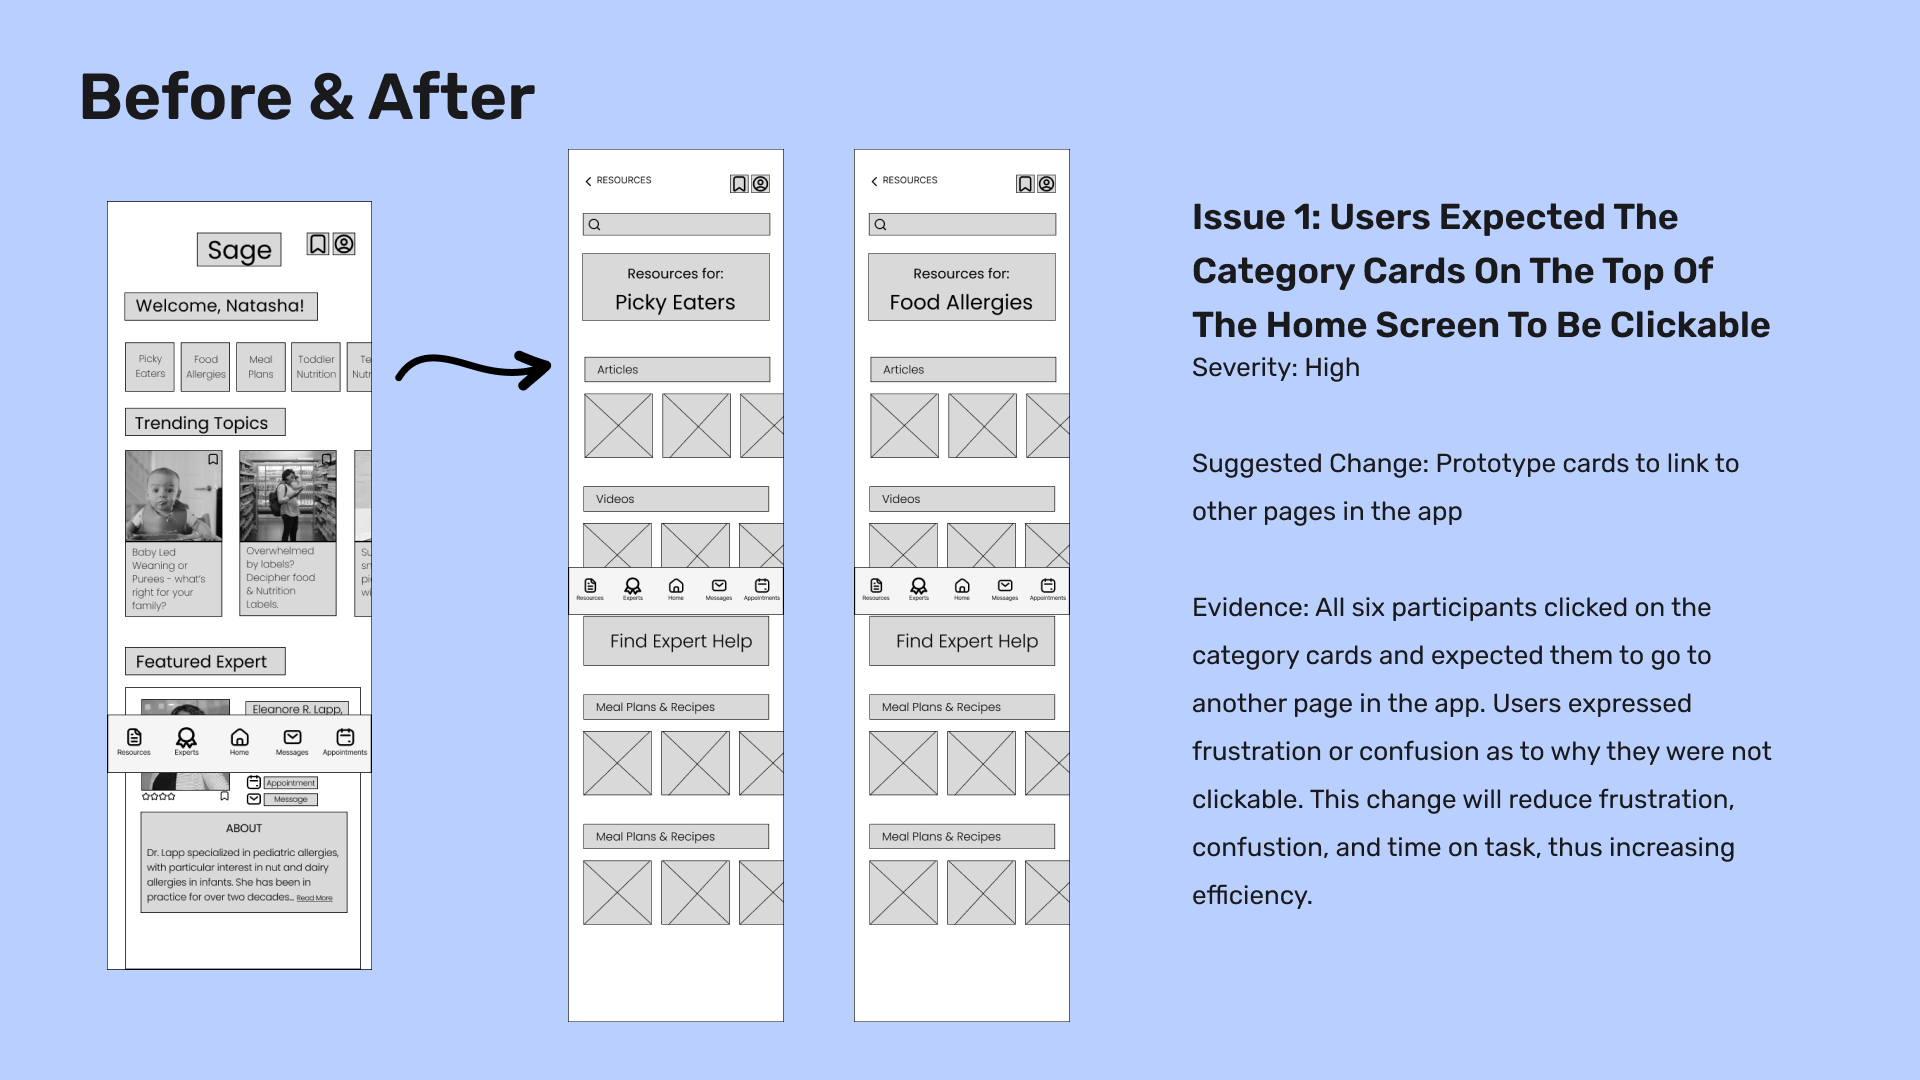 Before & After
Sage
Welcome, Natasha!
Picky
Eaters
Food
Allergies
Meal
Plans
Toddler
Nutrition
Te
Nutr
Trending Topics
Baby Led
Weaning or
Purees - what's
right for your
family?
Overwhelmed
by labels?
Decipher food
& Nutrition
Labels.
Su
sn
pi
wi
Featured Expert
Eleanore R. Lapp,
Resources
Experts
Home
Messages
Appointments
Appointment
Message
ABOUT
Dr. Lapp specialized in pediatric allergies,
with particular interest in nut and dairy
allergies in infants. She has been in
practice for over two decades... Read More
RESOURCES
Resources for:
Picky Eaters
Articles
Videos
Resources
Experts
Home
Messages
Appointments
Find Expert Help
Meal Plans & Recipes
Meal Plans & Recipes
RESOURCES
Resources for:
Food Allergies
Articles
Videos
Resources
Experts
Home
Messages
Appointments
Find Expert Help
Meal Plans & Recipes
Meal Plans & Recipes
Issue 1: Users Expected The
Category Cards On The Top Of
The Home Screen To Be Clickable
Severity: High
Suggested Change: Prototype cards to link to
other pages in the app
Evidence: All six participants clicked on the
category cards and expected them to go to
another page in the app. Users expressed
frustration or confusion as to why they were not
clickable. This change will reduce frustration,
confustion, and time on task, thus increasing
efficiency.